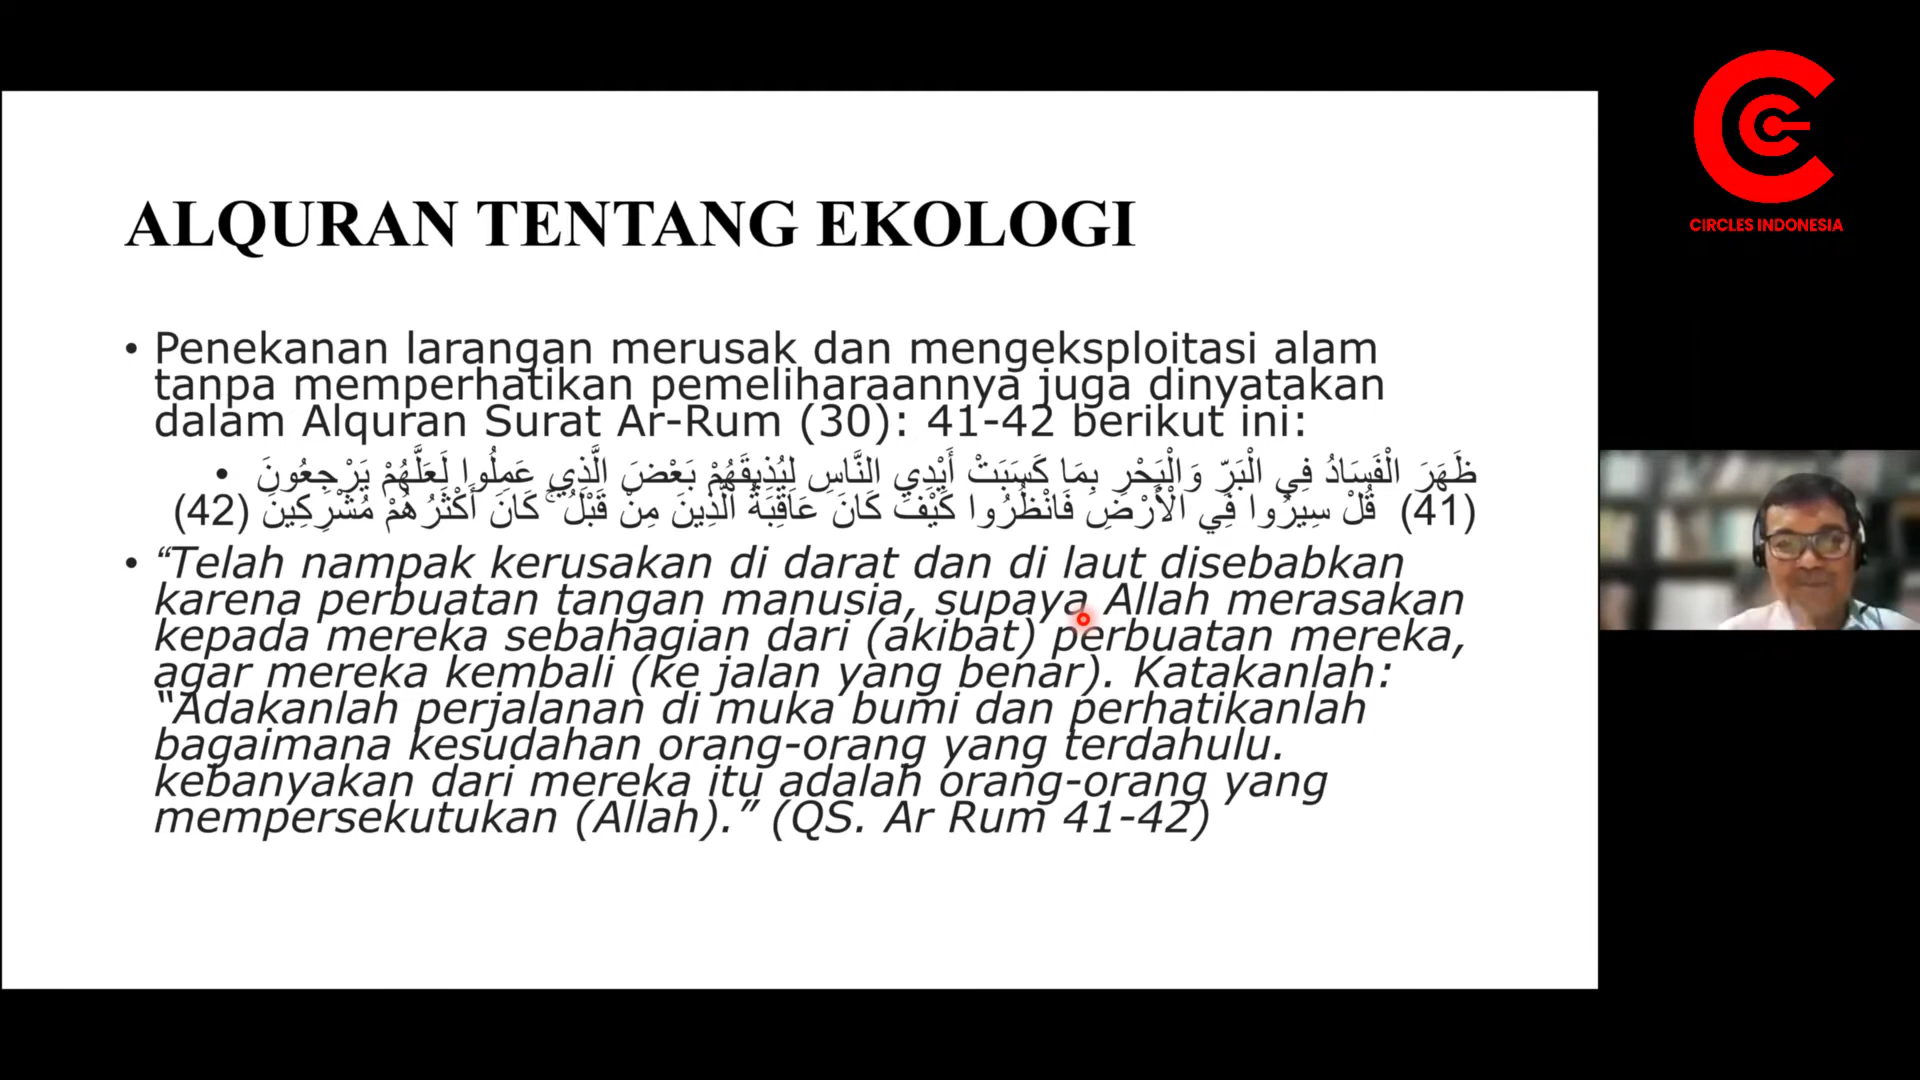 ALQURAN TENTANG EKOLOGI
• Penekanan larangan merusak dan mengeksploitasi alam
tanpa memperhatikan pemeliharaannya juga dinyatakan
dalam Alquran Surat Ar-Rum (30): 41-42 berikut ini:
• ظَهَرَ الْفَسَادُ فِي الْبَرِّ وَالْبَحْرِ بِمَا كَسَبَتْ أَيْدِي النَّاسِ لِيُذِيقَهُمْ بَعْضَ الَّذِي عَمِلُوا لَعَلَّهُمْ يَرْجِعُونَ
(41) قُلْ سِيرُوا فِي الْأَرْضِ فَانْظُرُوا كَيْفَ كَانَ عَاقِبَةُ الَّذِينَ مِنْ قَبْلُ ۚ كَانَ أَكْثَرُهُمْ مُشْرِكِينَ (42)
• “Telah nampak kerusakan di darat dan di laut disebabkan
karena perbuatan tangan manusia, supaya Allah merasakan
kepada mereka sebahagian dari (akibat) perbuatan mereka,
agar mereka kembali (ke jalan yang benar). Katakanlah:
“Adakanlah perjalanan di muka bumi dan perhatikanlah
bagaimana kesudahan orang-orang yang terdahulu.
kebanyakan dari mereka itu adalah orang-orang yang
mempersekutukan (Allah).” (QS. Ar Rum 41-42)
CIRCLES INDONESIA